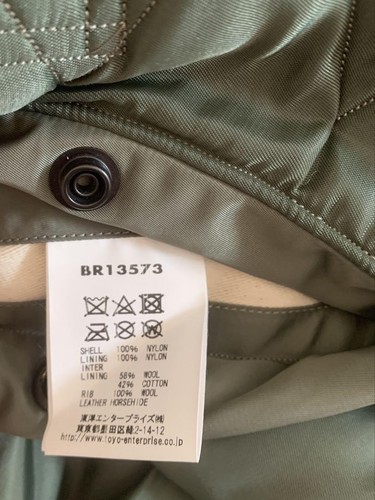 BR13573
SHELL 100% NYLON
LINING 100% NYLON
INTER
LINING 58% WOOL
42% COTTON
RIB 100% WOOL
LEATHER HORSEHIDE
東洋エンタープライズ㈱
東京都墨田区緑2-14-12
http://www.toyo-enterprise.co.jp